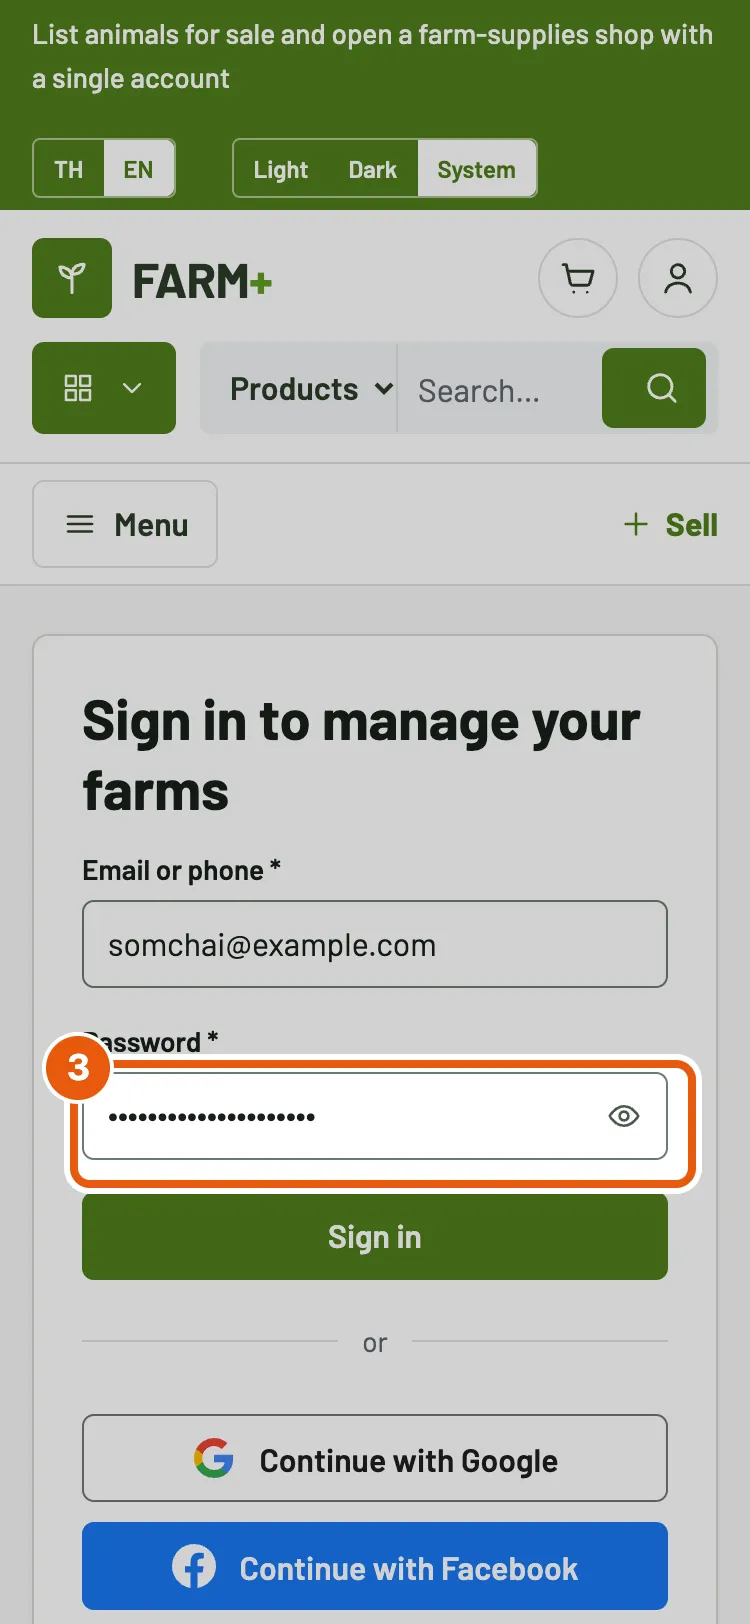 List animals for sale and open a farm-supplies shop with
a single account
TH EN Light Dark System
FARM+
Products Search...
Menu + Sell
Sign in to manage your
farms
Email or phone *
somchai@example.com
Password *
3
•••••••••••••••••••••
Sign in
or
Continue with Google
Continue with Facebook